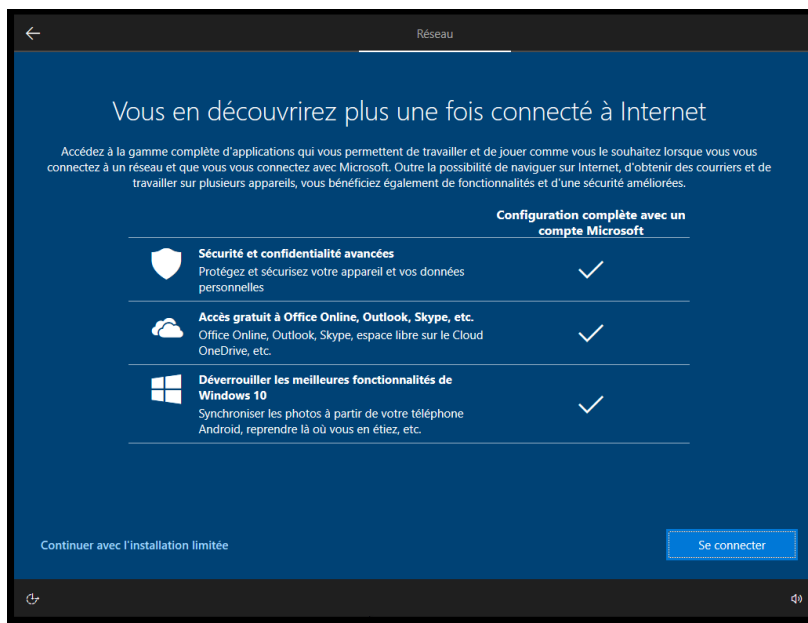 Réseau
Vous en découvrirez plus une fois connecté à Internet
Accédez à la gamme complète d'applications qui vous permettent de travailler et de jouer comme vous le souhaitez lorsque vous vous
connectez à un réseau et que vous vous connectez avec Microsoft. Outre la possibilité de naviguer sur Internet, d'obtenir des courriers et de
travailler sur plusieurs appareils, vous bénéficiez également de fonctionnalités et d'une sécurité améliorées.
Configuration complète avec un
compte Microsoft
Sécurité et confidentialité avancées
Protégez et sécurisez votre appareil et vos données
personnelles
Accès gratuit à Office Online, Outlook, Skype, etc.
Office Online, Outlook, Skype, espace libre sur le Cloud
OneDrive, etc.
Déverrouiller les meilleures fonctionnalités de
Windows 10
Synchroniser les photos à partir de votre téléphone
Android, reprendre là où vous en étiez, etc.
Continuer avec l'installation limitée
Se connecter